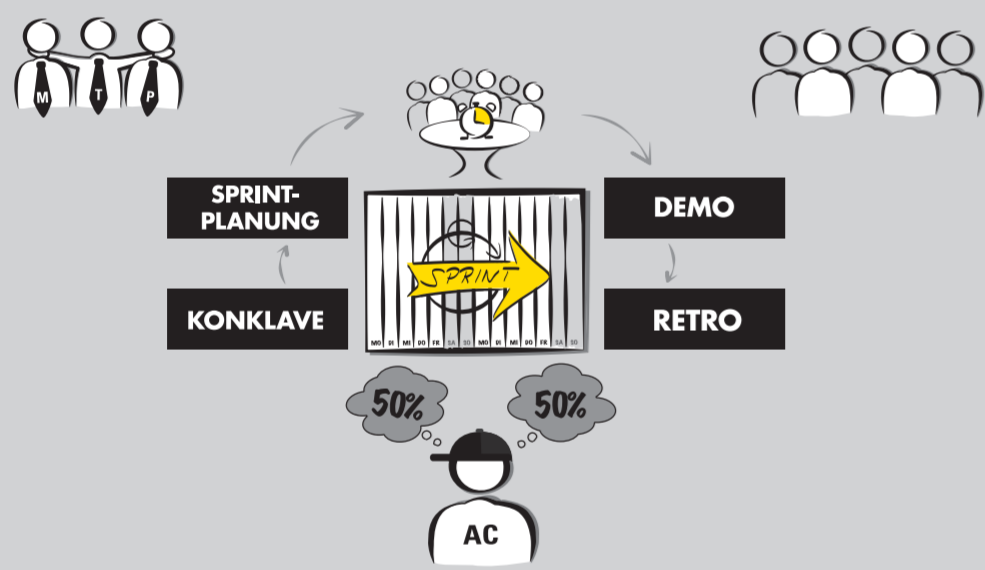 M T P
SPRINT-
PLANUNG
DEMO
KONKLAVE
SPRINT
RETRO
MO DI MI DO FR SA SO MO DI MI DO FR SA SO
50%
50%
AC